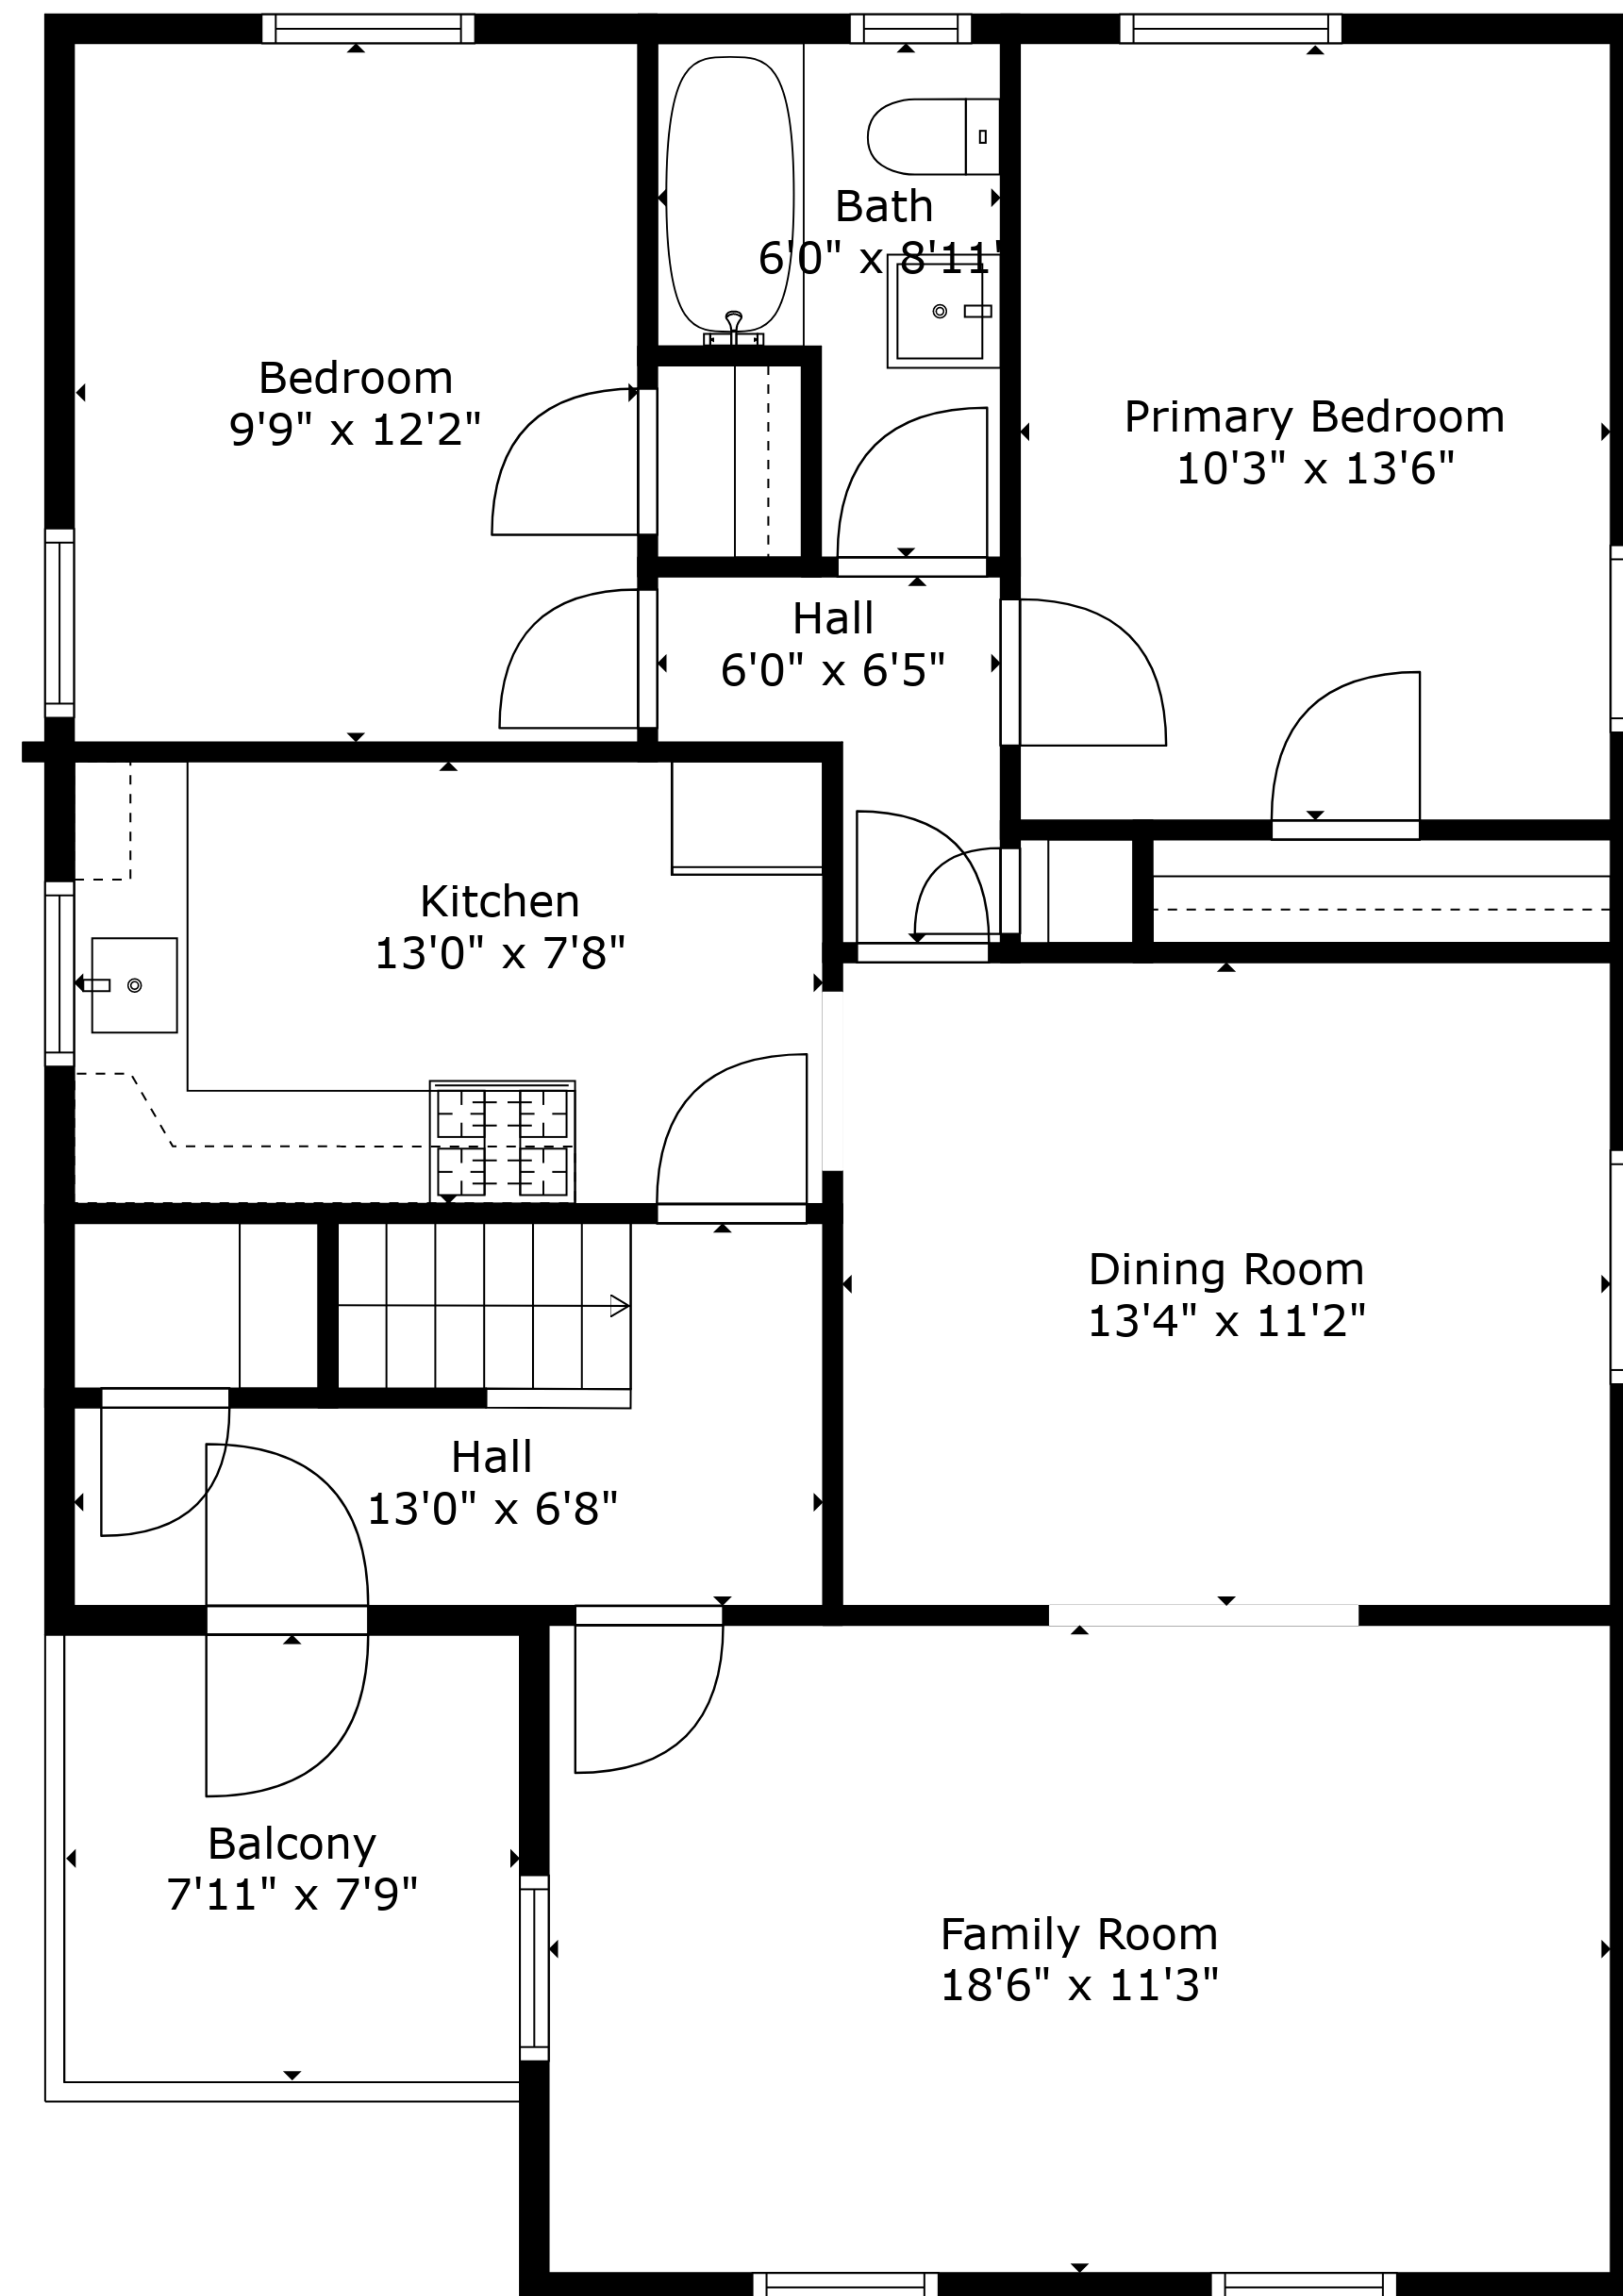 Bath
6'0" x 8'11"
Bedroom
9'9" x 12'2"
Primary Bedroom
10'3" x 13'6"
Hall
6'0" x 6'5"
Kitchen
13'0" x 7'8"
Dining Room
13'4" x 11'2"
Hall
13'0" x 6'8"
Balcony
7'11" x 7'9"
Family Room
18'6" x 11'3"